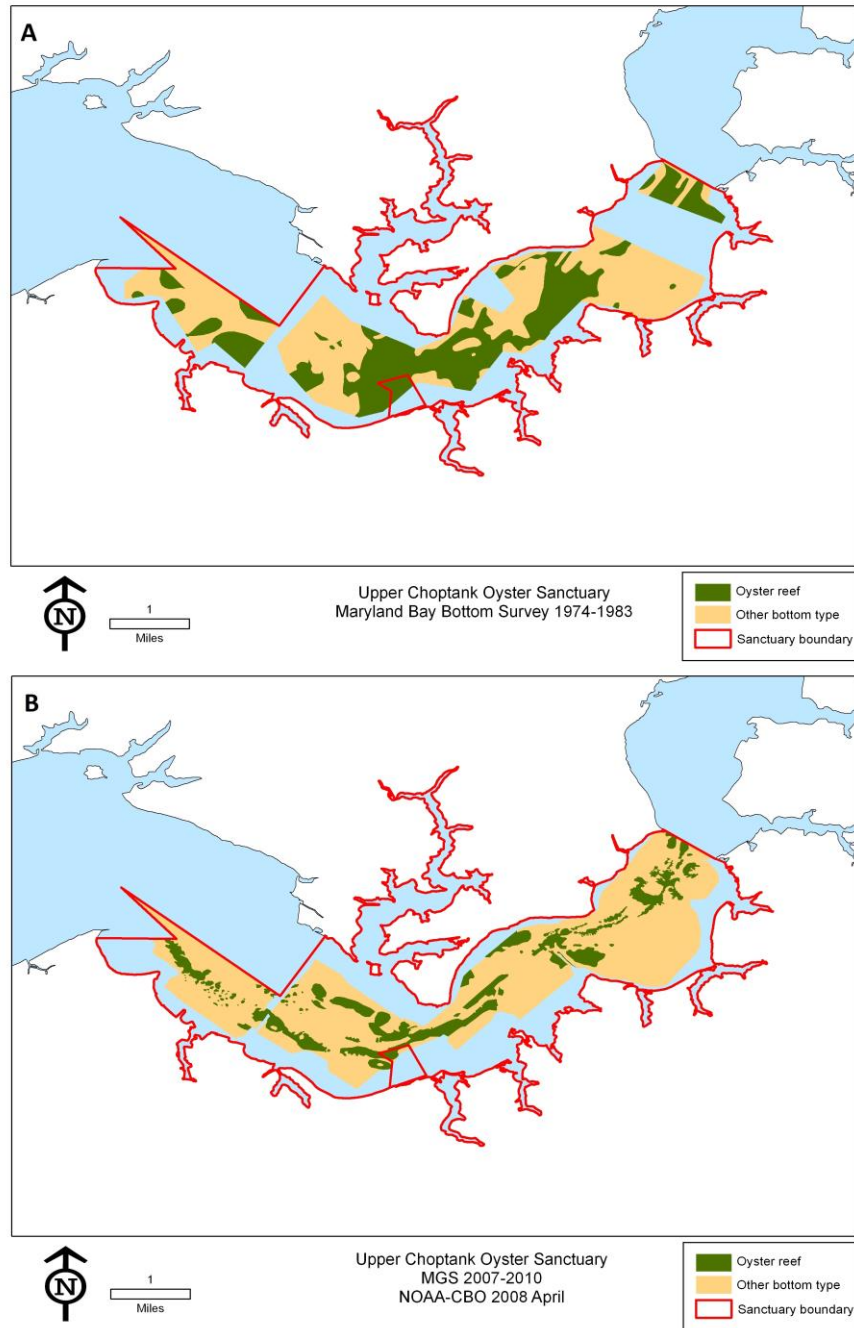 A
N
1
Miles
Upper Choptank Oyster Sanctuary
Maryland Bay Bottom Survey 1974-1983
Oyster reef
Other bottom type
Sanctuary boundary
B
N
1
Miles
Upper Choptank Oyster Sanctuary
MGS 2007-2010
NOAA-CBO 2008 April
Oyster reef
Other bottom type
Sanctuary boundary